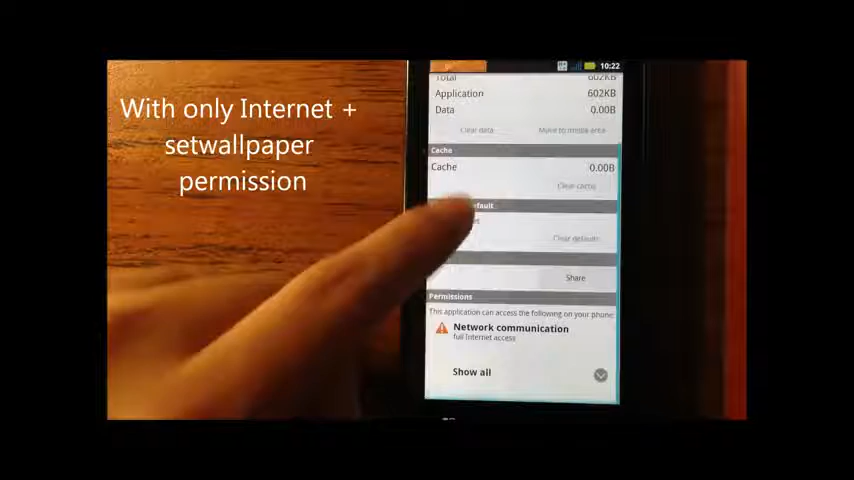 With only Internet +
setwallpaper
permission
10:22
Total 602KB
Application 602KB
Data 0.00B
Clear data Move to media area
Cache
Cache 0.00B
Clear cache
Clear defaults
Share
Permissions
This application can access the following on your phone:
Network communication
full Internet access
Show all